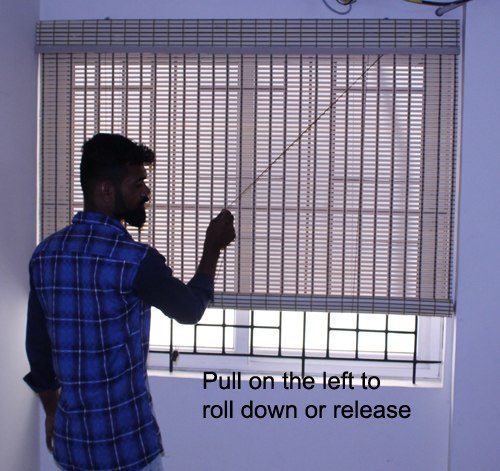 Pull on the left to
roll down or release